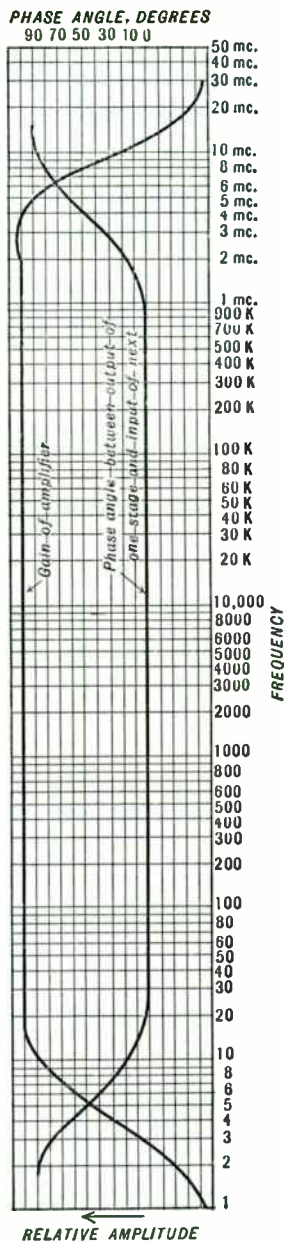 PHASE ANGLE, DEGREES
90 70 50 30 10 0
50 mc.
40 mc.
30 mc.
20 mc.
10 mc.
8 mc.
6 mc.
5 mc.
4 mc.
3 mc.
2 mc.
1 mc.
900 K
700 K
500 K
400 K
300 K
200 K
100 K
80 K
60 K
50 K
40 K
30 K
20 K
Gain-of-amplifier
Phase angle-between-output-of
one-stage-and-input-of-next
10,000
8000
6000
5000
4000
3000
2000
1000
800
600
500
400
300
200
100
80
60
50
40
30
20
10
8
6
5
4
3
2
1
FREQUENCY
RELATIVE AMPLITUDE